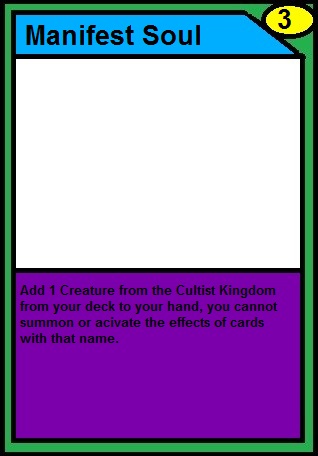 Manifest Soul
3
Add 1 Creature from the Cultist Kingdom
from your deck to your hand, you cannot
summon or acivate the effects of cards
with that name.